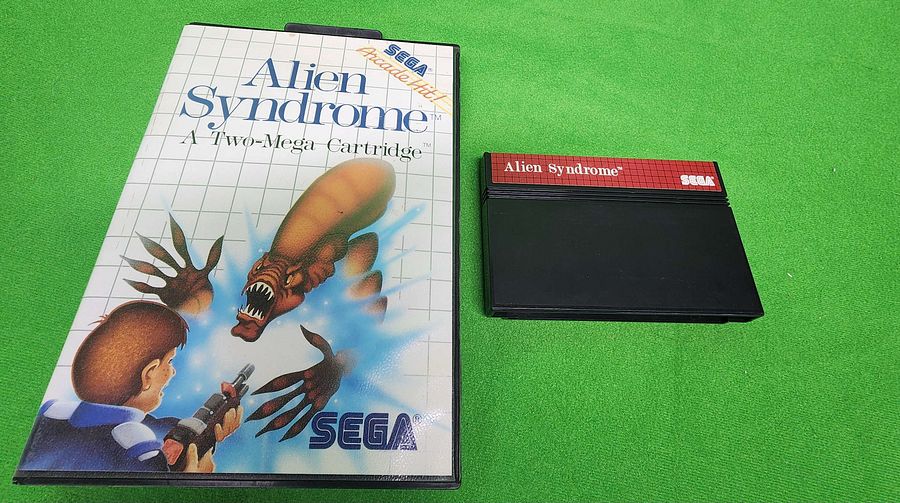 SEGA
Arcade Hit!
Alien
Syndrome™
A Two-Mega Cartridge™
SEGA®
Alien Syndrome™
SEGA